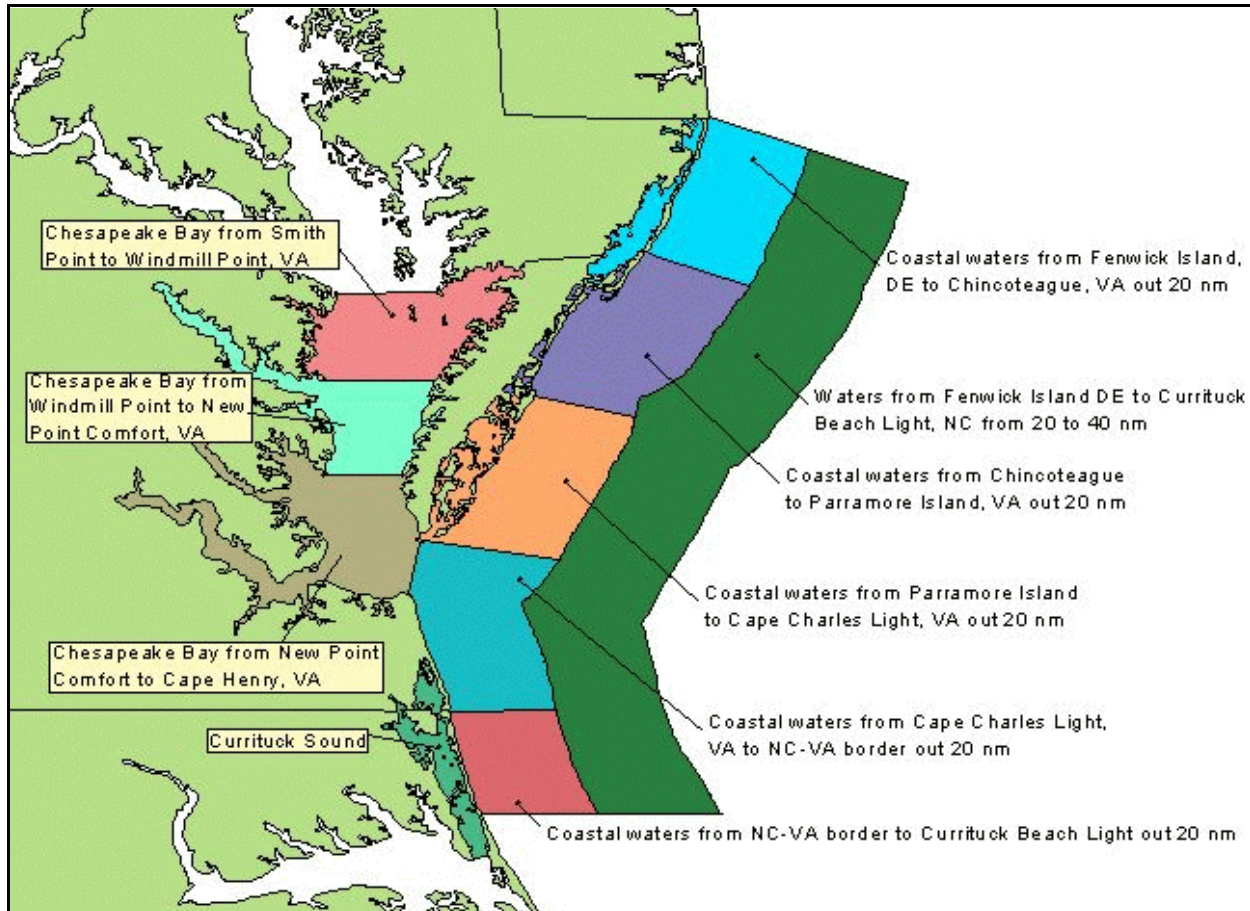 Chesapeake Bay from Smith
Point to Windmill Point, VA
Chesapeake Bay from
Windmill Point to New
Point Comfort, VA
Chesapeake Bay from New Point
Comfort to Cape Henry, VA
Currituck Sound
Coastal waters from Fenwick Island,
DE to Chincoteague, VA out 20 nm
Waters from Fenwick Island DE to Currituck
Beach Light, NC from 20 to 40 nm
Coastal waters from Chincoteague
to Parramore Island, VA out 20 nm
Coastal waters from Parramore Island
to Cape Charles Light, VA out 20 nm
Coastal waters from Cape Charles Light,
VA to NC-VA border out 20 nm
Coastal waters from NC-VA border to Currituck Beach Light out 20 nm